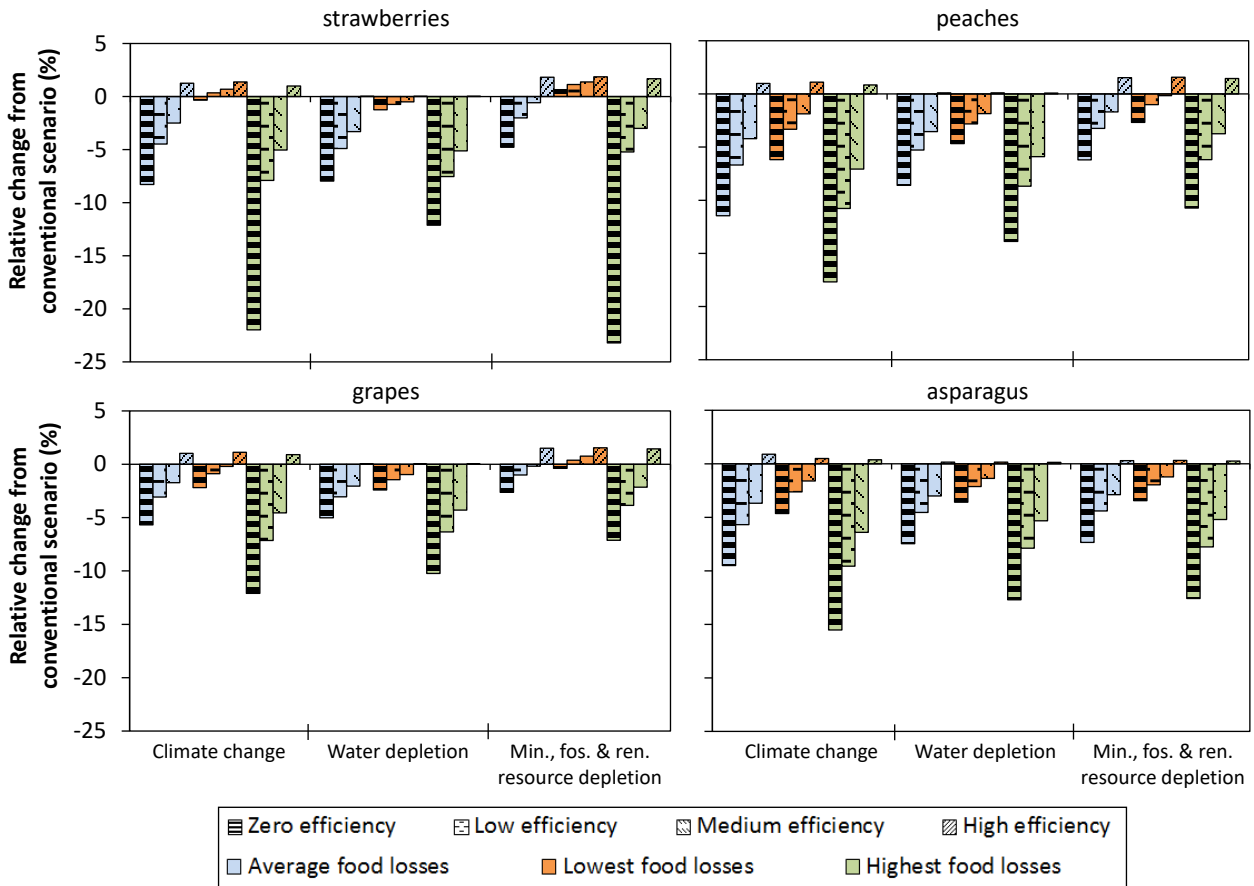 strawberries
peaches
Relative change from
conventional scenario (%)
5
0
-5
-10
-15
-20
-25
grapes
asparagus
Relative change from
conventional scenario (%)
5
0
-5
-10
-15
-20
-25
Climate change
Water depletion
Min., fos. & ren.
resource depletion
Climate change
Water depletion
Min., fos. & ren.
resource depletion
Zero efficiency
Low efficiency
Medium efficiency
High efficiency
Average food losses
Lowest food losses
Highest food losses